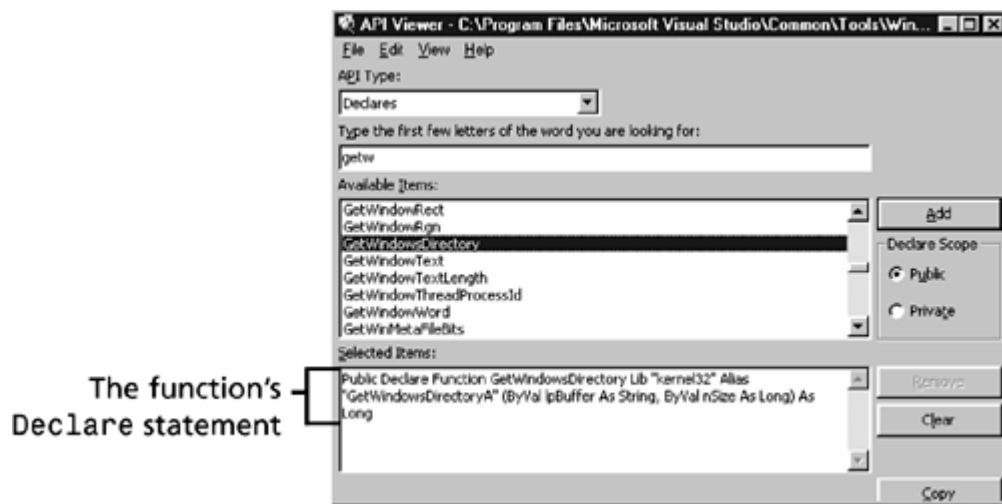 API Viewer - C:\Program Files\Microsoft Visual Studio\Common\Tools\Win...
File Edit View Help
API Type:
Declares
Type the first few letters of the word you are looking for:
getw
Available Items:
GetWindowRect
GetWindowRgn
GetWindowsDirectory
GetWindowText
GetWindowTextLength
GetWindowThreadProcessId
GetWindowWord
GetWinMetaFileBits
Add
Declare Scope
Public
Private
Selected Items:
Public Declare Function GetWindowsDirectory Lib "kernel32" Alias
"GetWindowsDirectoryA" (ByVal lpBuffer As String, ByVal nSize As Long) As
Long
Remove
Clear
Copy
The function's
Declare statement